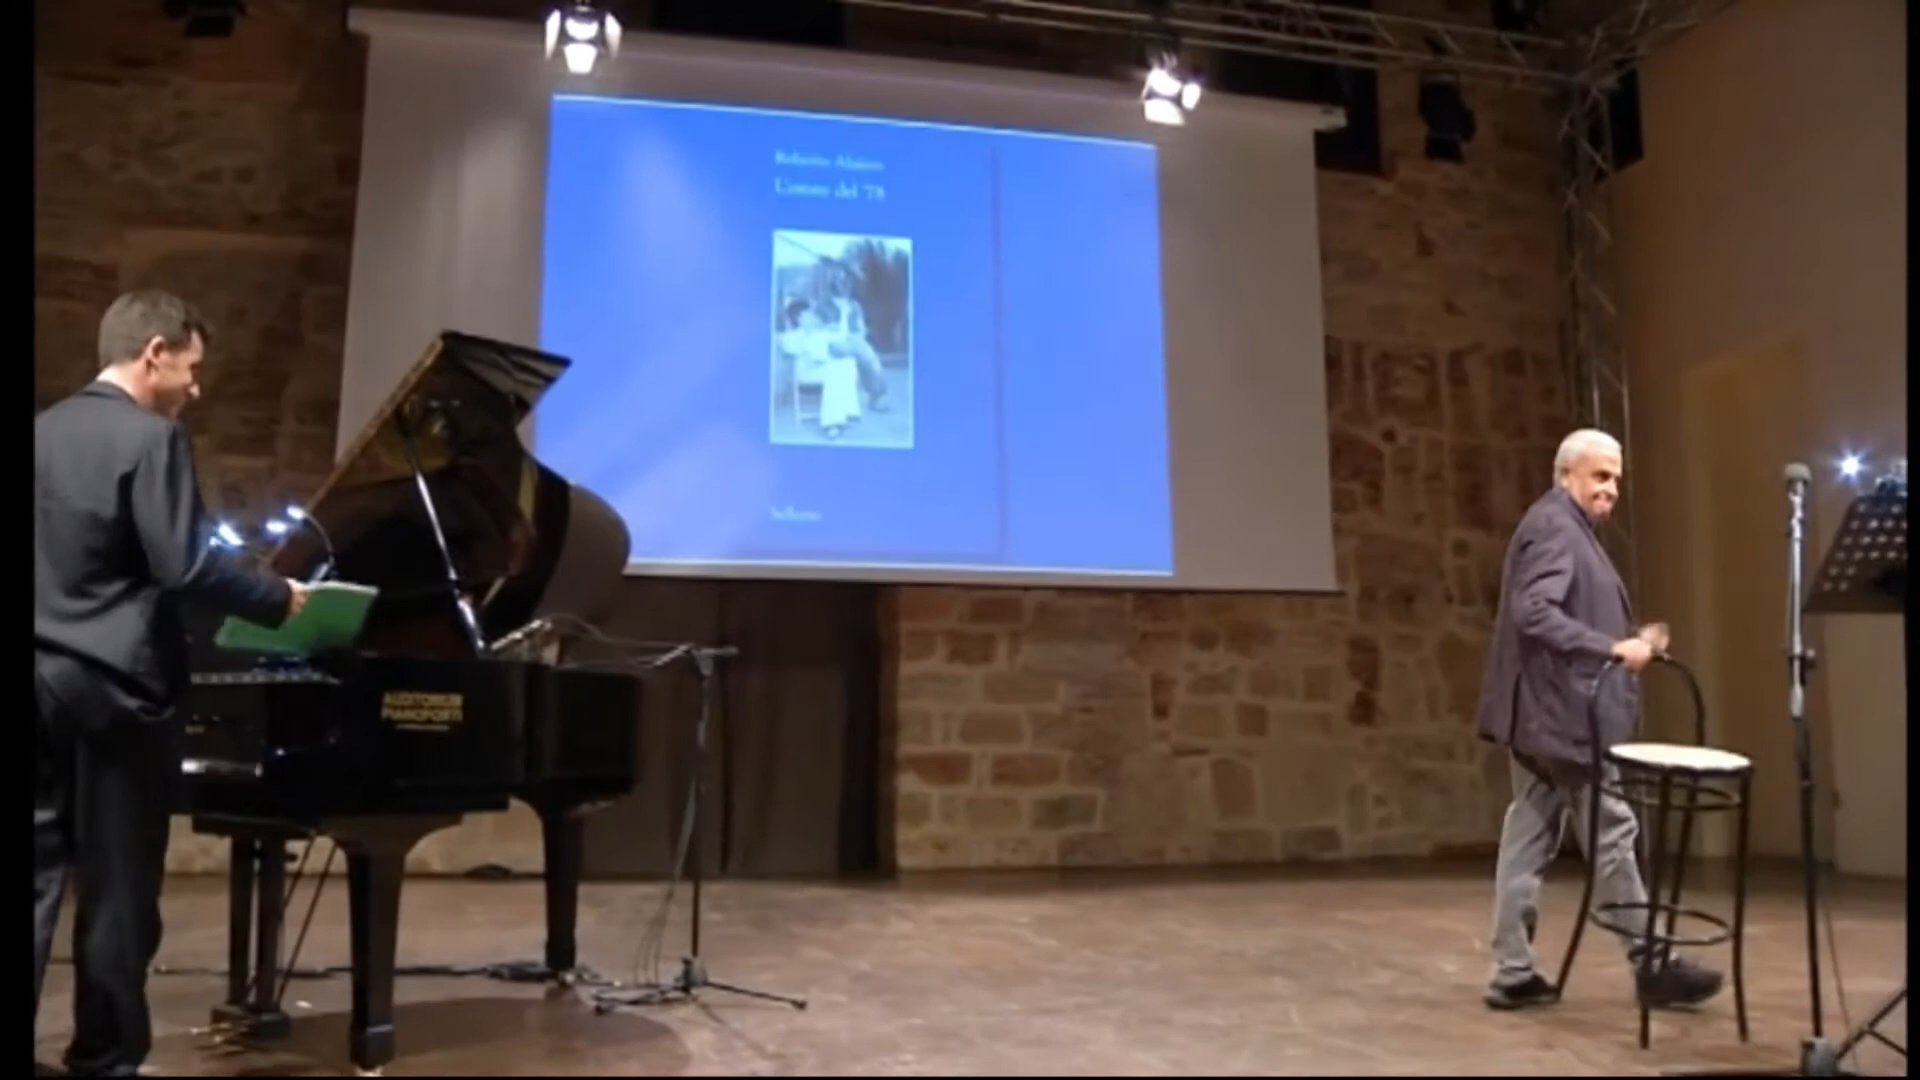 Roberto Alajmo
L'estate del '78
Sellerio
AUDITORIUM
PIANOFORTI